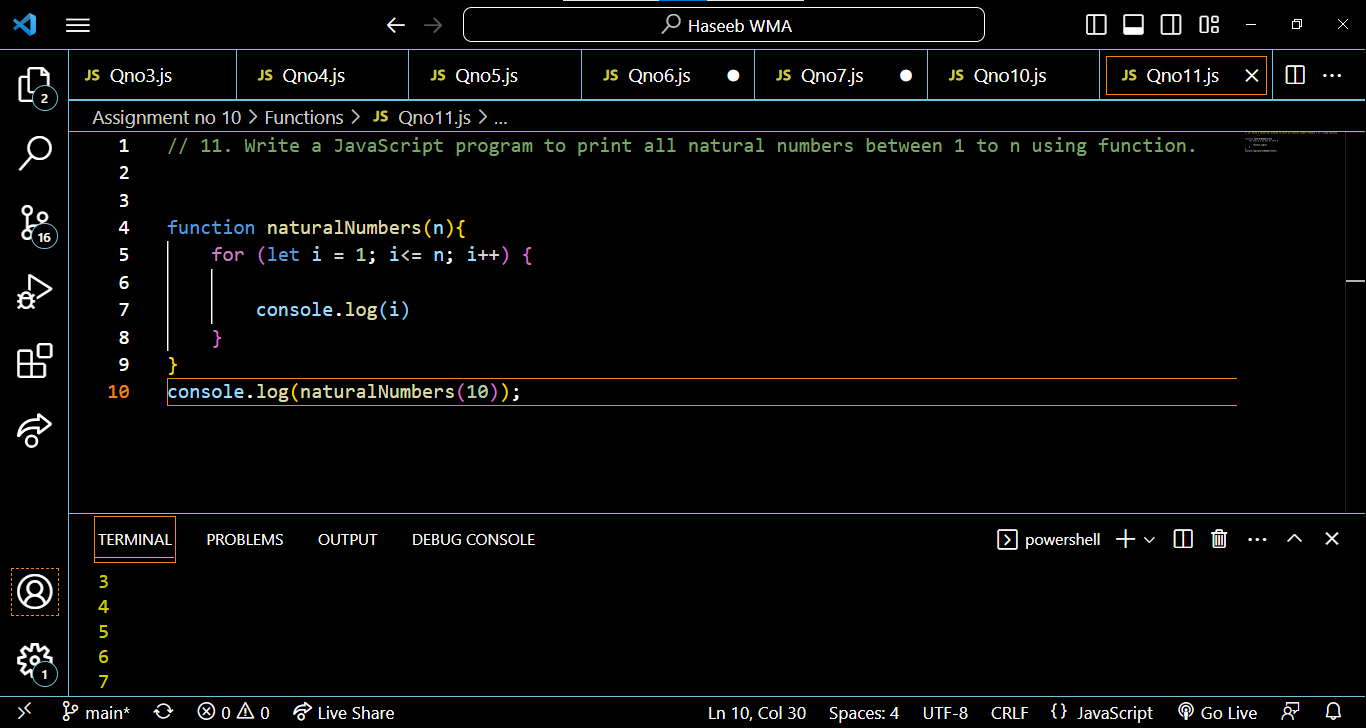 Haseeb WMA
JS Qno3.js
JS Qno4.js
JS Qno5.js
JS Qno6.js
JS Qno7.js
JS Qno10.js
JS Qno11.js
Assignment no 10 > Functions > JS Qno11.js > ...
1 // 11. Write a JavaScript program to print all natural numbers between 1 to n using function.
2
3
4 function naturalNumbers(n){
5 for (let i = 1; i<= n; i++) {
6
7 console.log(i)
8 }
9 }
10 console.log(naturalNumbers(10));
2
16
1
TERMINAL PROBLEMS OUTPUT DEBUG CONSOLE
powershell
3
4
5
6
7
main* 0 0 Live Share Ln 10, Col 30 Spaces: 4 UTF-8 CRLF {} JavaScript Go Live